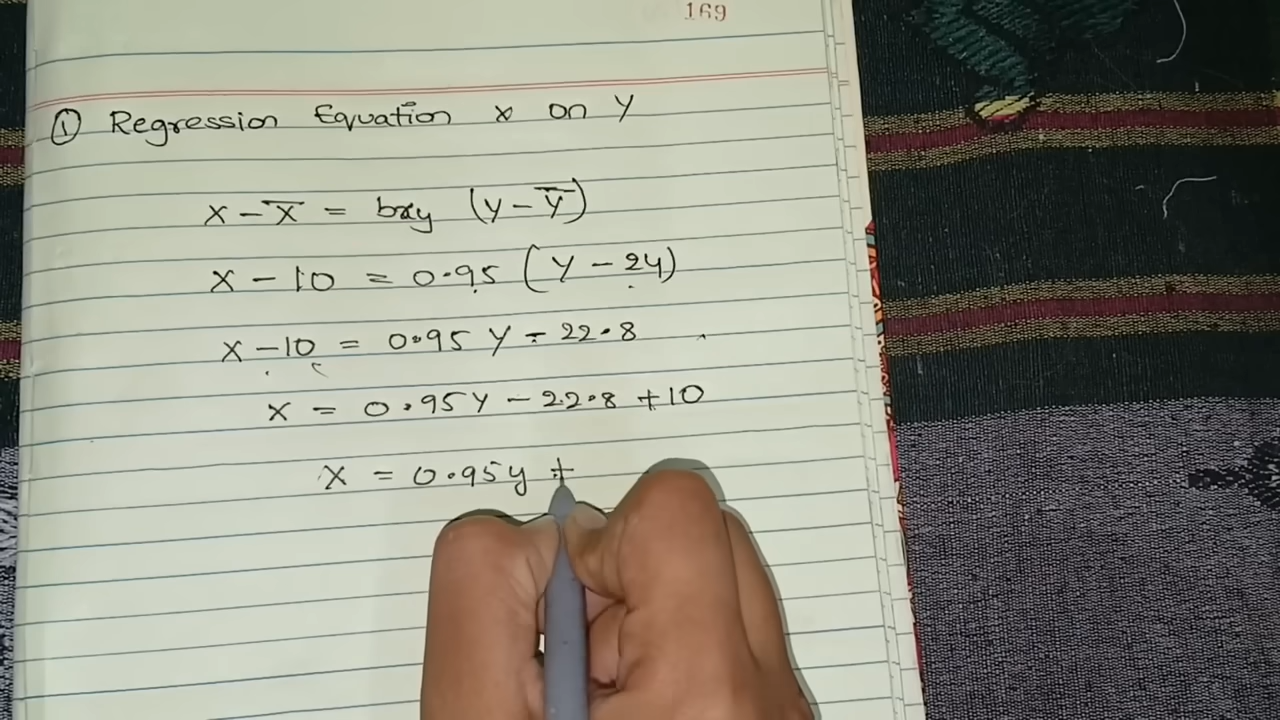 169
① Regression Equation x on y
x - x̅ = bxy (y - y̅)
x - 10 = 0.95 (y - 24)
x - 10 = 0.95 y - 22.8
x = 0.95y - 22.8 + 10
x = 0.95y +